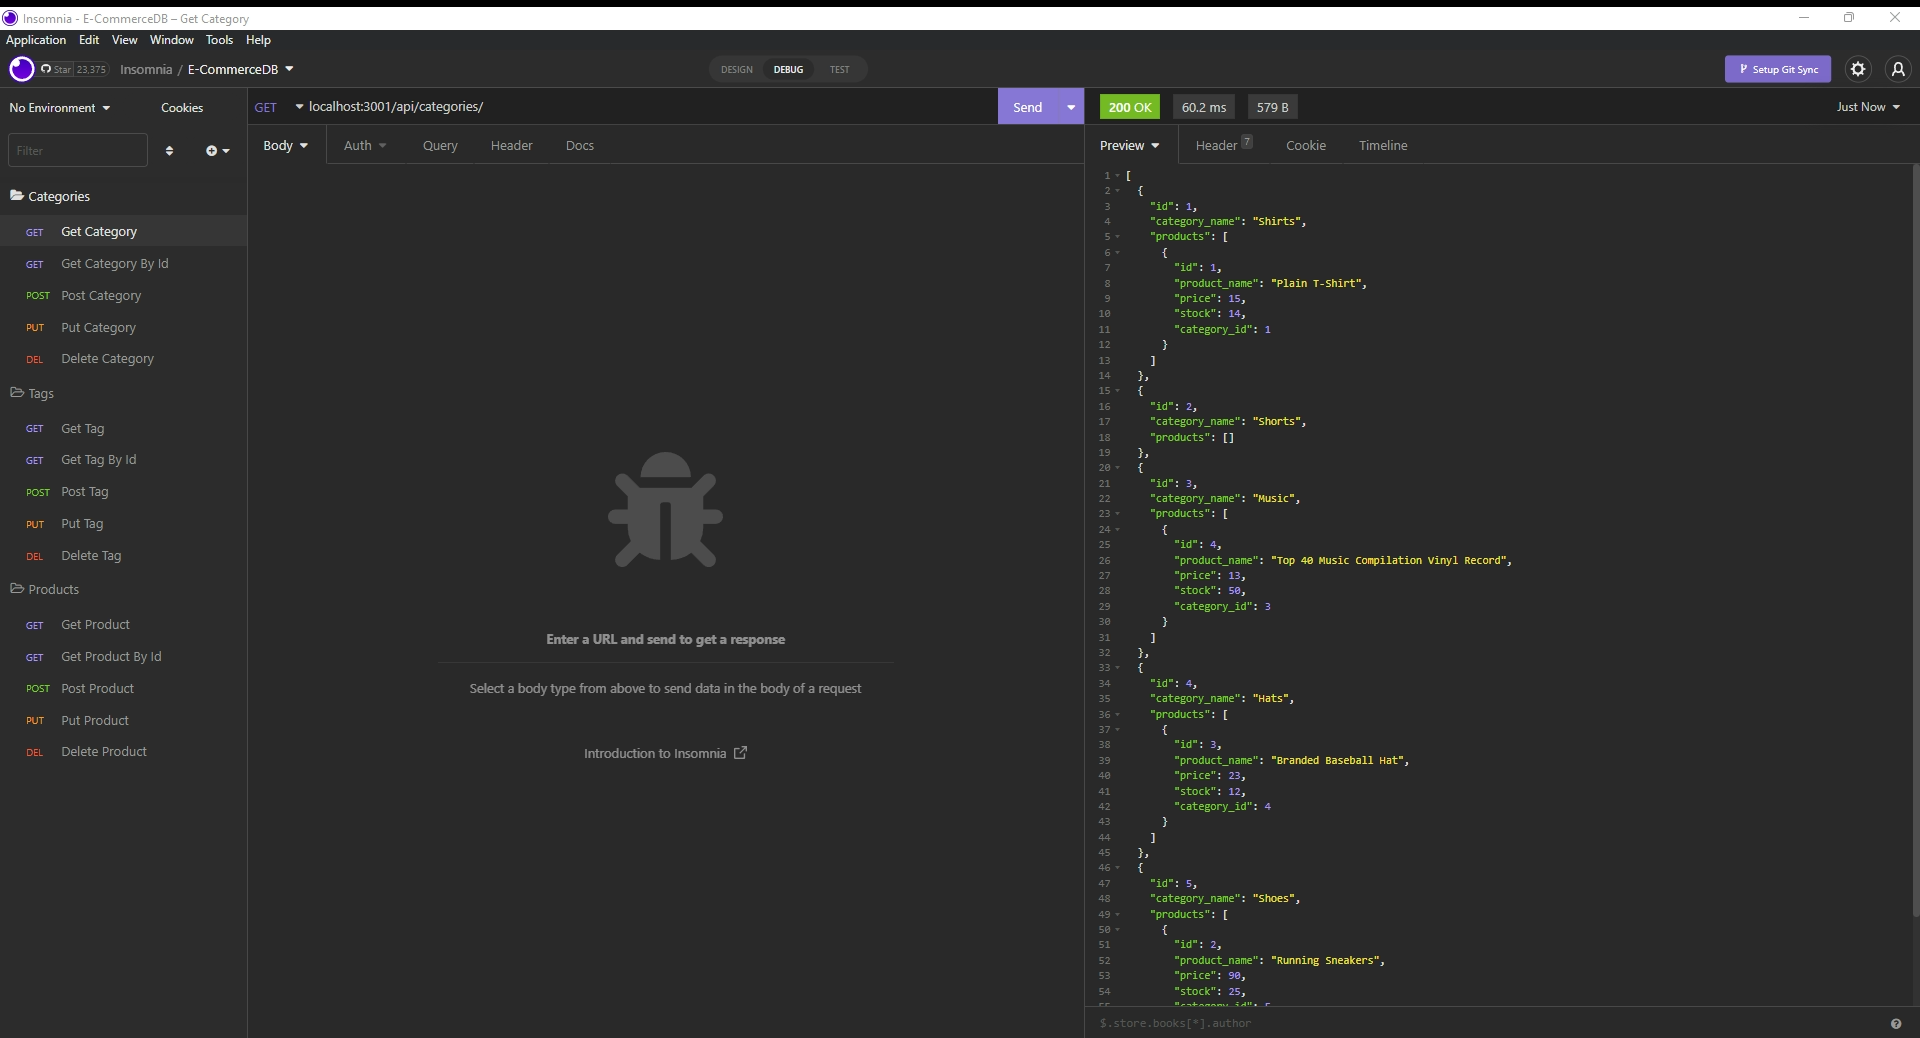 Insomnia - E-CommerceDB – Get Category
Application Edit View Window Tools Help
Star 23,375 Insomnia / E-CommerceDB
DESIGN DEBUG TEST
Setup Git Sync
No Environment Cookies
GET localhost:3001/api/categories/ Send
200 OK 60.2 ms 579 B Just Now
Filter
Body Auth Query Header Docs
Preview Header 7 Cookie Timeline
Categories
GET Get Category
GET Get Category By Id
POST Post Category
PUT Put Category
DEL Delete Category
Tags
GET Get Tag
GET Get Tag By Id
POST Post Tag
PUT Put Tag
DEL Delete Tag
Products
GET Get Product
GET Get Product By Id
POST Post Product
PUT Put Product
DEL Delete Product
Enter a URL and send to get a response
Select a body type from above to send data in the body of a request
Introduction to Insomnia
1 [
2 {
3 "id": 1,
4 "category_name": "Shirts",
5 "products": [
6 {
7 "id": 1,
8 "product_name": "Plain T-Shirt",
9 "price": 15,
10 "stock": 14,
11 "category_id": 1
12 }
13 ]
14 },
15 {
16 "id": 2,
17 "category_name": "Shorts",
18 "products": []
19 },
20 {
21 "id": 3,
22 "category_name": "Music",
23 "products": [
24 {
25 "id": 4,
26 "product_name": "Top 40 Music Compilation Vinyl Record",
27 "price": 13,
28 "stock": 50,
29 "category_id": 3
30 }
31 ]
32 },
33 {
34 "id": 4,
35 "category_name": "Hats",
36 "products": [
37 {
38 "id": 3,
39 "product_name": "Branded Baseball Hat",
40 "price": 23,
41 "stock": 12,
42 "category_id": 4
43 }
44 ]
45 },
46 {
47 "id": 5,
48 "category_name": "Shoes",
49 "products": [
50 {
51 "id": 2,
52 "product_name": "Running Sneakers",
53 "price": 90,
54 "stock": 25,
55 "category_id": 5
$.store.books[*].author